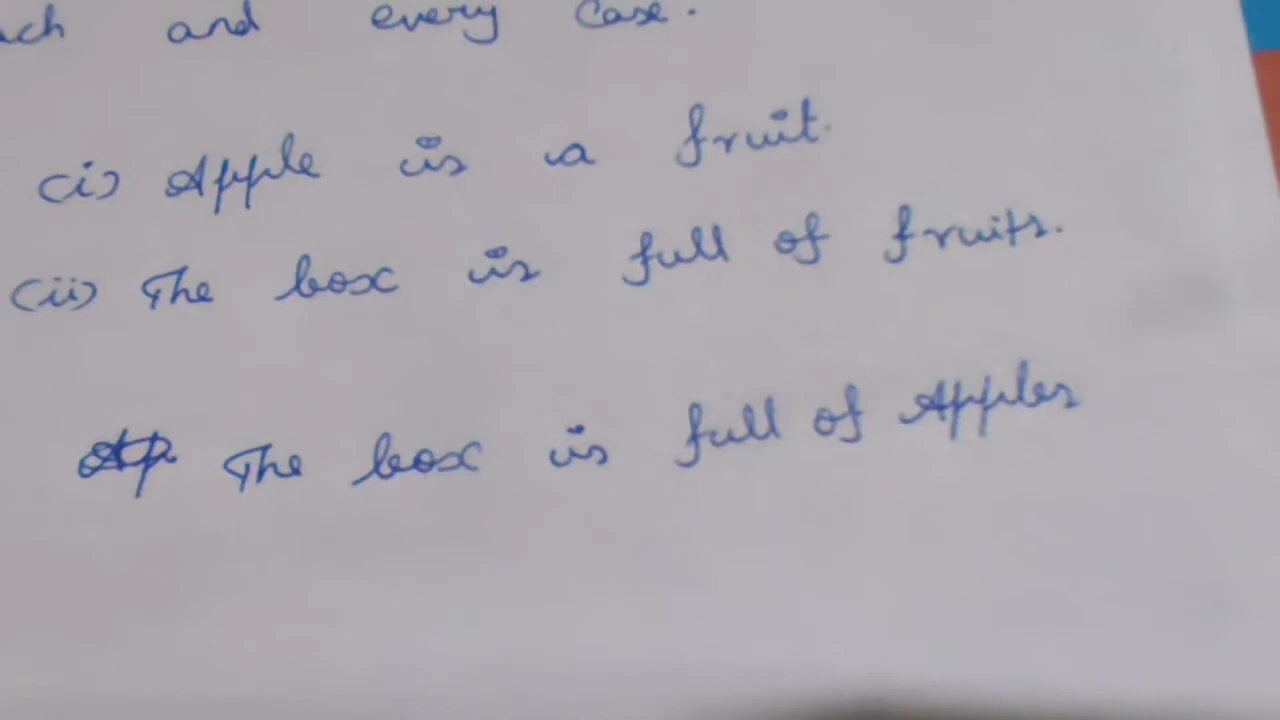 and every Case.
(i) Apple is a fruit.
(ii) The box is full of fruits.
The box is full of Apples